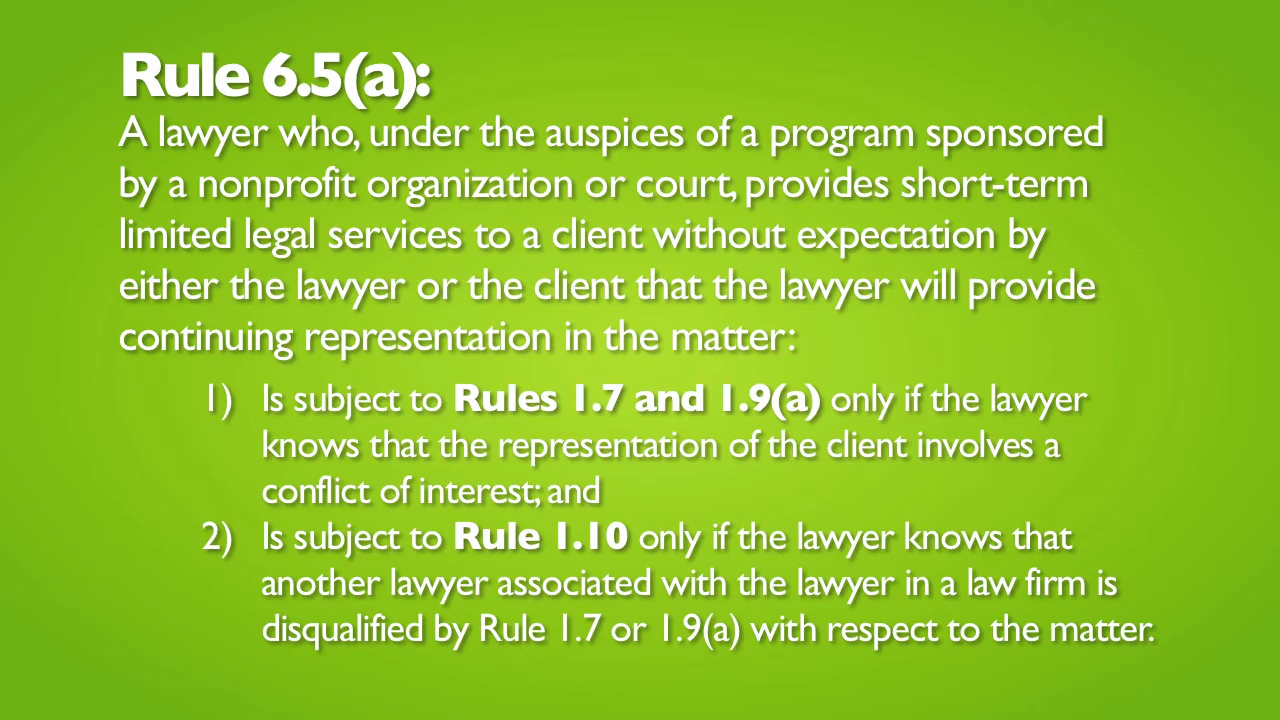 Rule 6.5(a):
A lawyer who, under the auspices of a program sponsored
by a nonprofit organization or court, provides short-term
limited legal services to a client without expectation by
either the lawyer or the client that the lawyer will provide
continuing representation in the matter:
1) Is subject to Rules 1.7 and 1.9(a) only if the lawyer
knows that the representation of the client involves a
conflict of interest; and
2) Is subject to Rule 1.10 only if the lawyer knows that
another lawyer associated with the lawyer in a law firm is
disqualified by Rule 1.7 or 1.9(a) with respect to the matter.